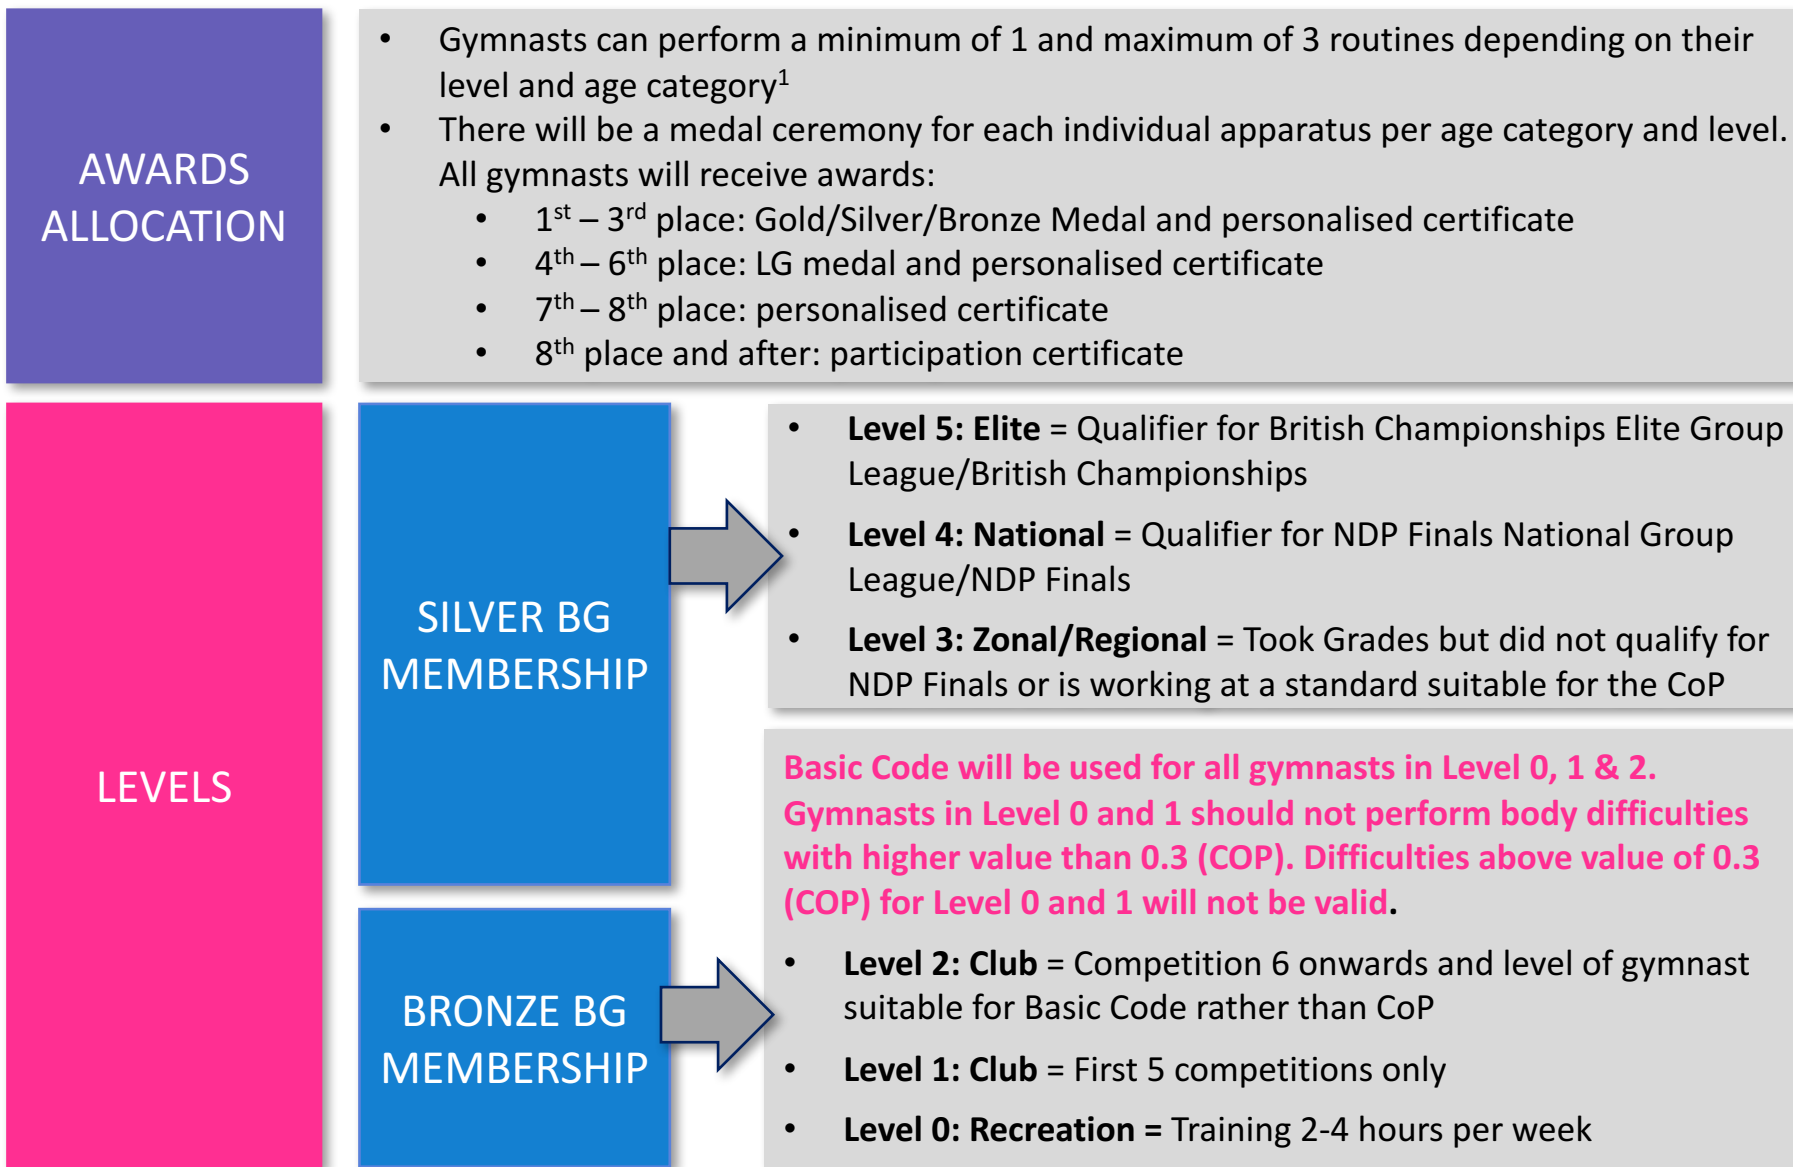 AWARDS
ALLOCATION
• Gymnasts can perform a minimum of 1 and maximum of 3 routines depending on their
level and age category1
• There will be a medal ceremony for each individual apparatus per age category and level.
All gymnasts will receive awards:
• 1st – 3rd place: Gold/Silver/Bronze Medal and personalised certificate
• 4th – 6th place: LG medal and personalised certificate
• 7th – 8th place: personalised certificate
• 8th place and after: participation certificate
LEVELS
SILVER BG
MEMBERSHIP
• Level 5: Elite = Qualifier for British Championships Elite Group
League/British Championships
• Level 4: National = Qualifier for NDP Finals National Group
League/NDP Finals
• Level 3: Zonal/Regional = Took Grades but did not qualify for
NDP Finals or is working at a standard suitable for the CoP
BRONZE BG
MEMBERSHIP
Basic Code will be used for all gymnasts in Level 0, 1 & 2.
Gymnasts in Level 0 and 1 should not perform body difficulties
with higher value than 0.3 (COP). Difficulties above value of 0.3
(COP) for Level 0 and 1 will not be valid.
• Level 2: Club = Competition 6 onwards and level of gymnast
suitable for Basic Code rather than CoP
• Level 1: Club = First 5 competitions only
• Level 0: Recreation = Training 2-4 hours per week